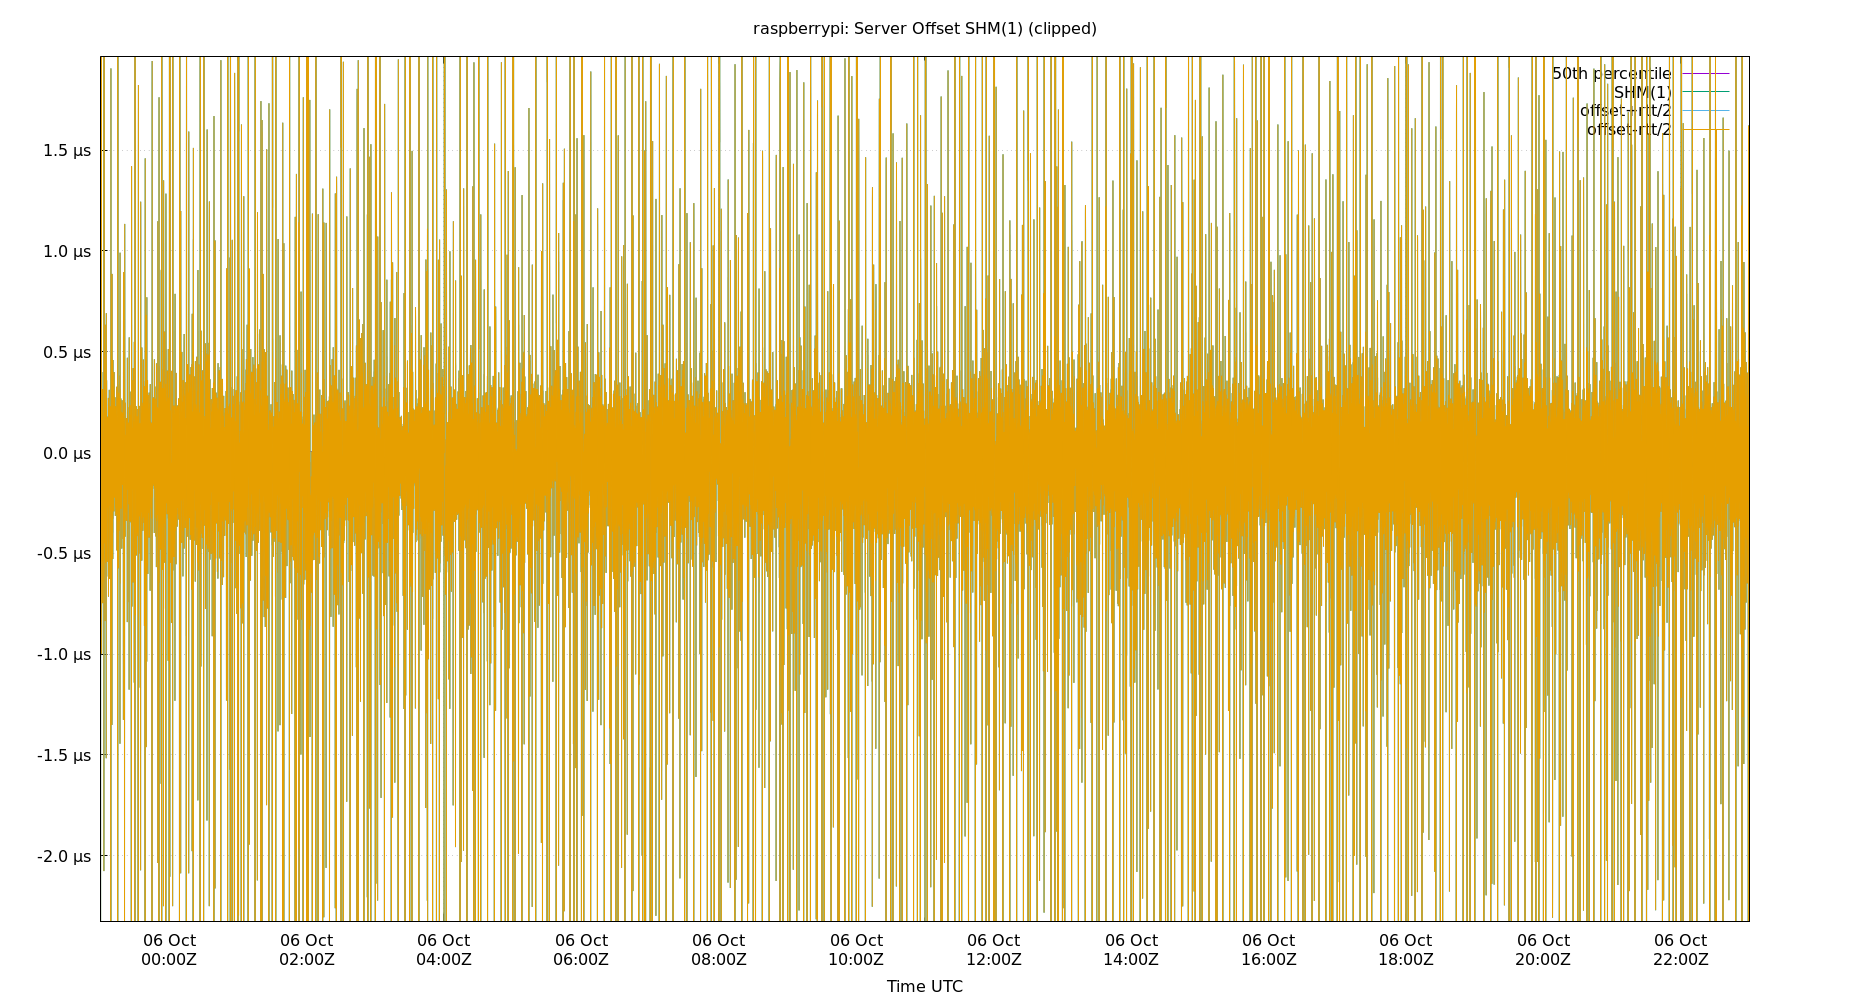 raspberrypi: Server Offset SHM(1) (clipped)
50th percentile
SHM(1)
offset+rtt/2
offset-rtt/2
1.5 µs
1.0 µs
0.5 µs
0.0 µs
-0.5 µs
-1.0 µs
-1.5 µs
-2.0 µs
06 Oct 06 Oct 06 Oct 06 Oct 06 Oct 06 Oct 06 Oct 06 Oct 06 Oct 06 Oct 06 Oct 06 Oct
00:00Z 02:00Z 04:00Z 06:00Z 08:00Z 10:00Z 12:00Z 14:00Z 16:00Z 18:00Z 20:00Z 22:00Z
Time UTC